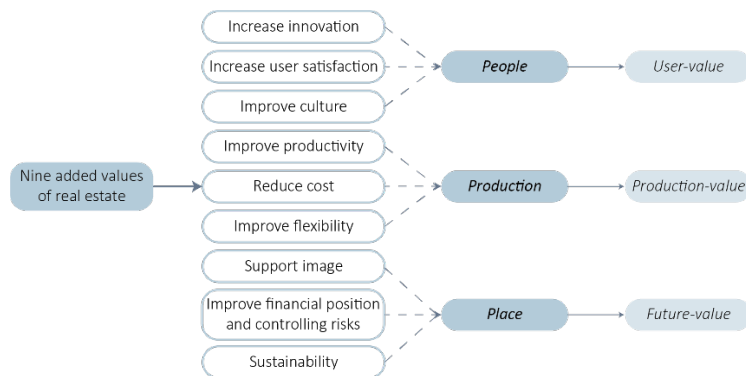 Increase innovation
Increase user satisfaction
People
User-value
Improve culture
Improve productivity
Nine added values
of real estate
Reduce cost
Production
Production-value
Improve flexibility
Support image
Improve financial position
and controlling risks
Place
Future-value
Sustainability